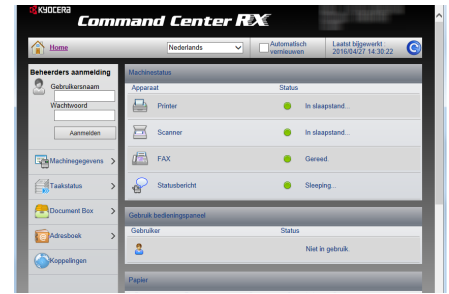 KYOCERA
Command Center RX
Home
Nederlands
Automatisch
vernieuwen
Laatst bijgewerkt :
2016/04/27 14:30:22
Beheerders aanmelding
Gebruikersnaam
Wachtwoord
Aanmelden
Machinegegevens
Taakstatus
Document Box
Adresboek
Koppelingen
Machinestatus
Apparaat Status
Printer In slaapstand...
Scanner In slaapstand...
FAX Gereed.
Statusbericht Sleeping...
Gebruik bedieningspaneel
Gebruiker Status
Niet in gebruik.
Papier